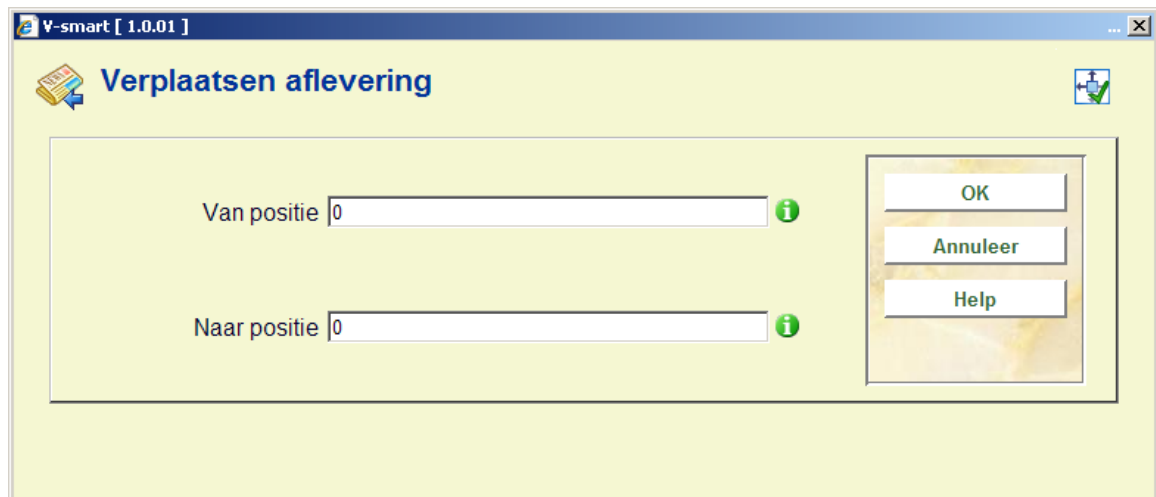 V-smart [ 1.0.01 ]
...
Verplaatsen aflevering
Van positie 0
Naar positie 0
OK
Annuleer
Help